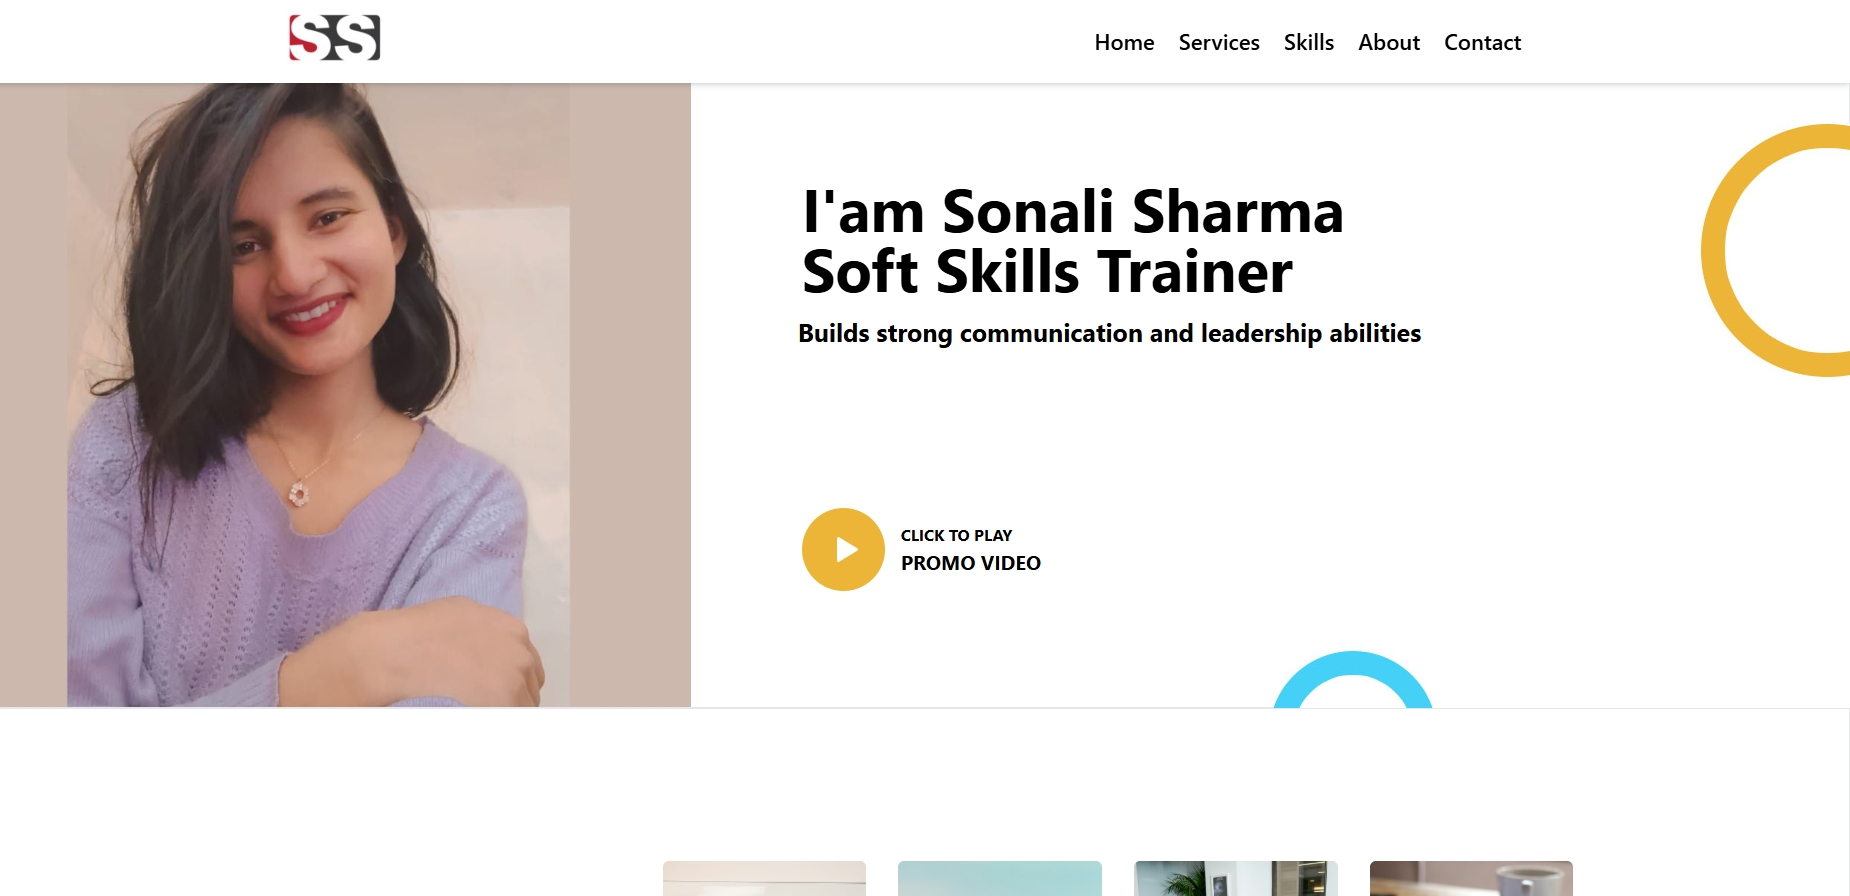 SS
Home Services Skills About Contact
I'am Sonali Sharma
Soft Skills Trainer
Builds strong communication and leadership abilities
CLICK TO PLAY
PROMO VIDEO